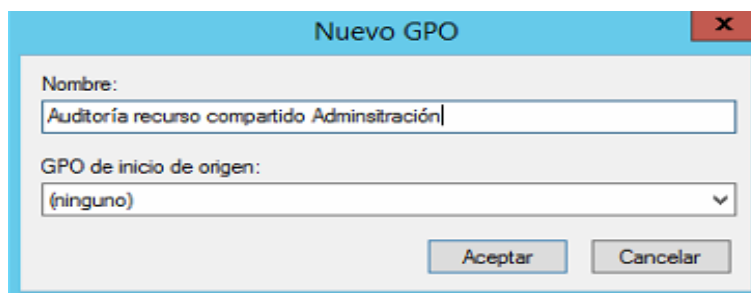 Nuevo GPO
x
Nombre:
Auditoría recurso compartido Adminsitración
GPO de inicio de origen:
(ninguno)
Aceptar
Cancelar